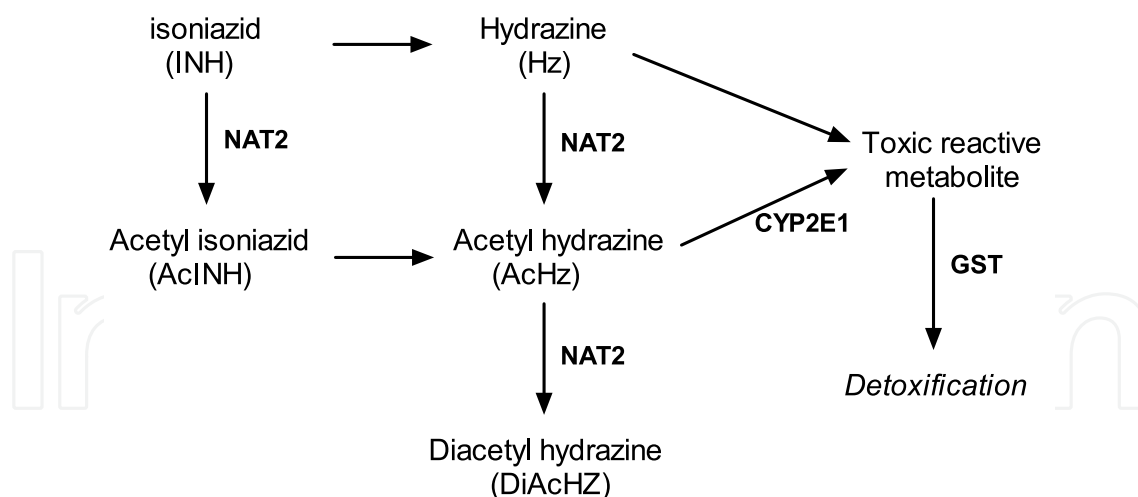 isoniazid
(INH)
Hydrazine
(Hz)
NAT2
NAT2
Toxic reactive
metabolite
CYP2E1
Acetyl isoniazid
(AcINH)
Acetyl hydrazine
(AcHz)
GST
NAT2
Detoxification
Diacetyl hydrazine
(DiAcHZ)